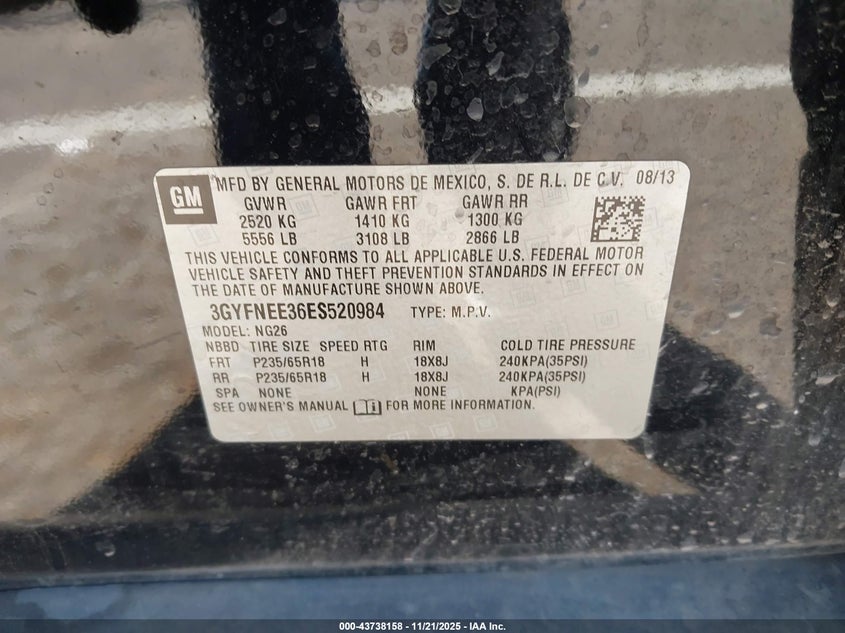 GM
MFD BY GENERAL MOTORS DE MEXICO, S. DE R.L. DE C.V. 08/13
GVWR GAWR FRT GAWR RR
2520 KG 1410 KG 1300 KG
5556 LB 3108 LB 2866 LB
THIS VEHICLE CONFORMS TO ALL APPLICABLE U.S. FEDERAL MOTOR
VEHICLE SAFETY AND THEFT PREVENTION STANDARDS IN EFFECT ON
THE DATE OF MANUFACTURE SHOWN ABOVE.
3GYFNEE36ES520984 TYPE: M.P.V.
MODEL: NG26
NBBD TIRE SIZE SPEED RTG RIM COLD TIRE PRESSURE
FRT P235/65R18 H 18X8J 240KPA(35PSI)
RR P235/65R18 H 18X8J 240KPA(35PSI)
SPA NONE NONE KPA(PSI)
SEE OWNER'S MANUAL FOR MORE INFORMATION.
000-43738158 - 11/21/2025 - IAA Inc.